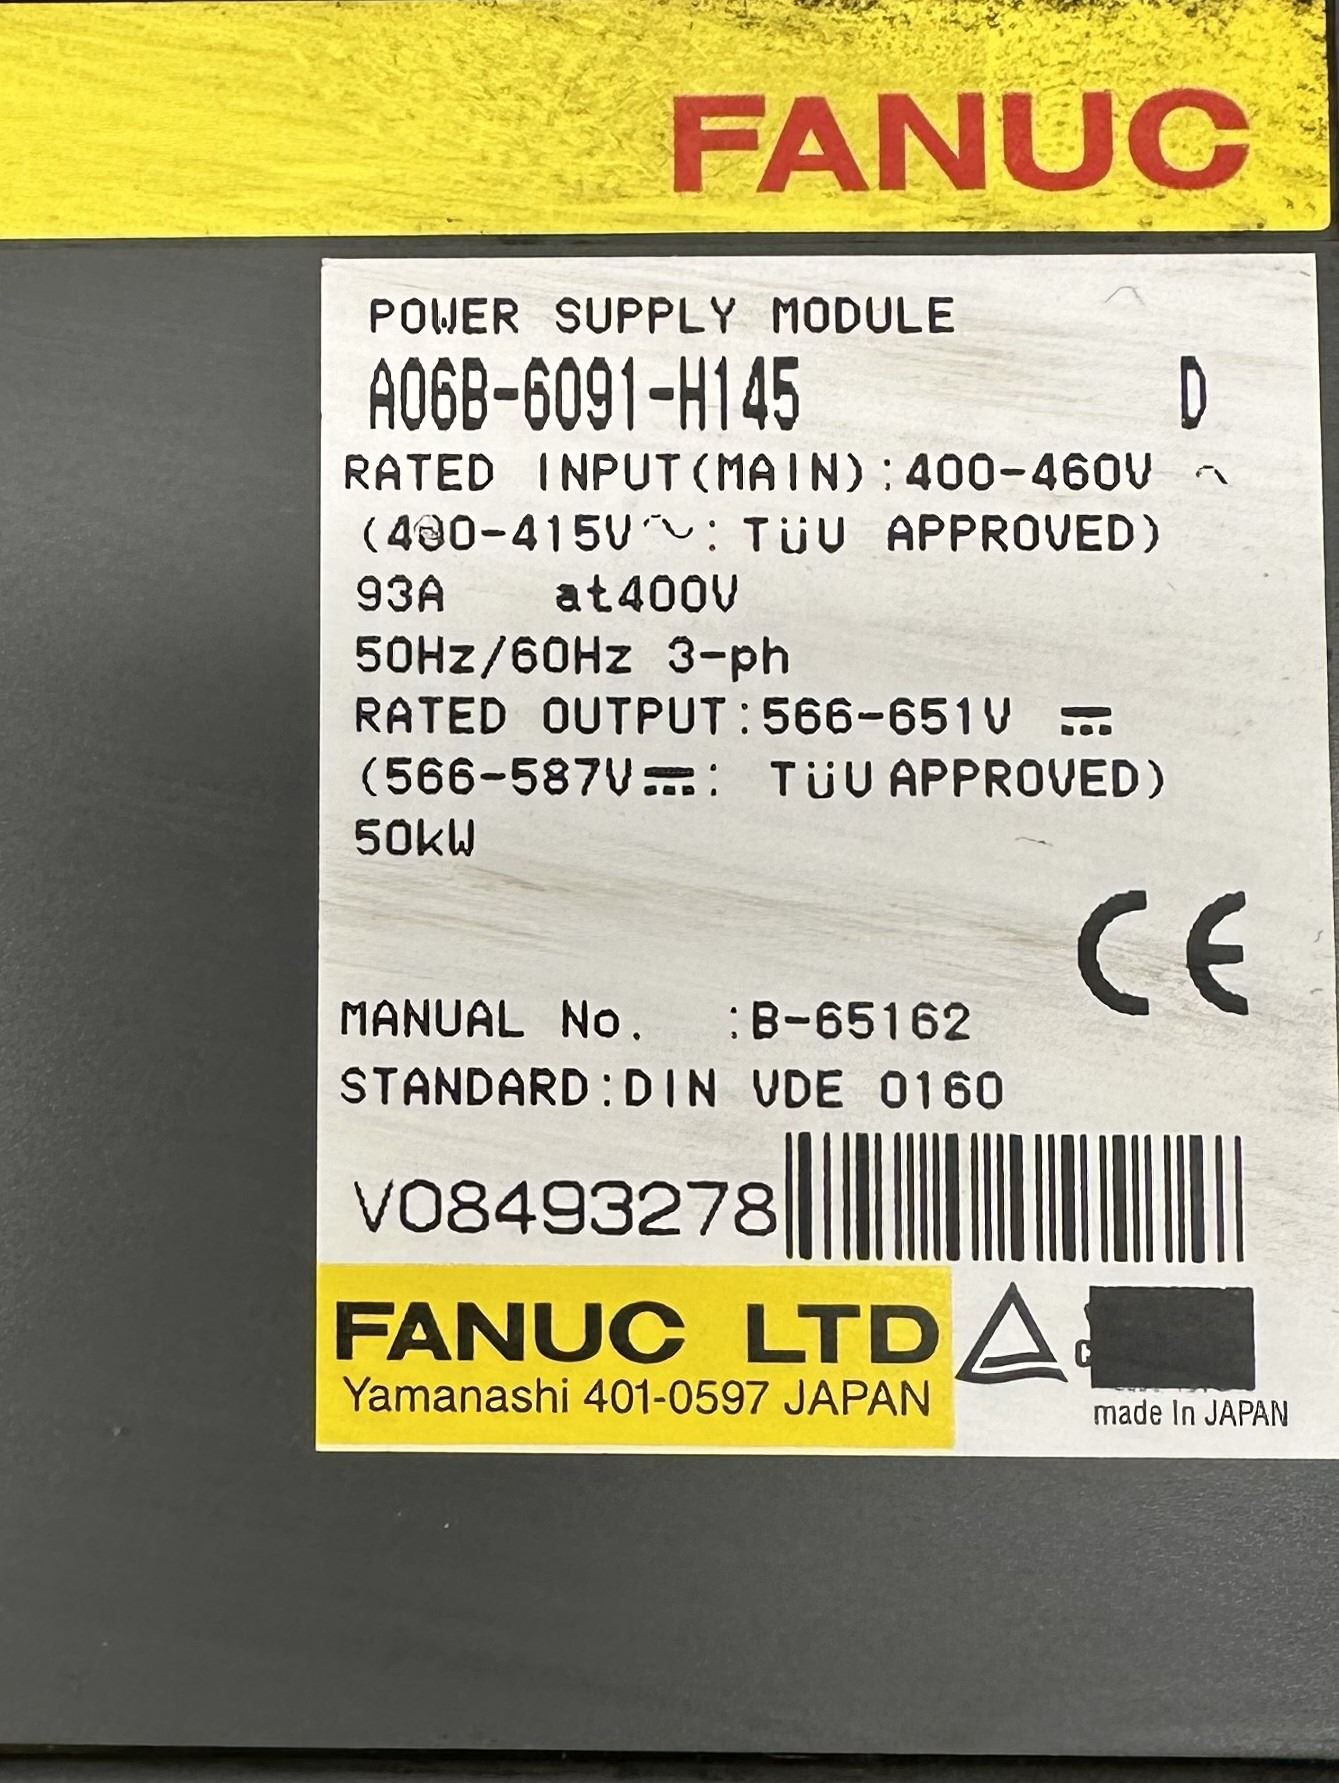 FANUC
POWER SUPPLY MODULE
A06B-6091-H145 D
RATED INPUT(MAIN):400-460V ~
(400-415V ~: TüV APPROVED)
93A at400V
50Hz/60Hz 3-ph
RATED OUTPUT:566-651V ⎓
(566-587V⎓: TüV APPROVED)
50kW
CE
MANUAL No. :B-65162
STANDARD:DIN VDE 0160
V08493278
FANUC LTD
Yamanashi 401-0597 JAPAN
made In JAPAN